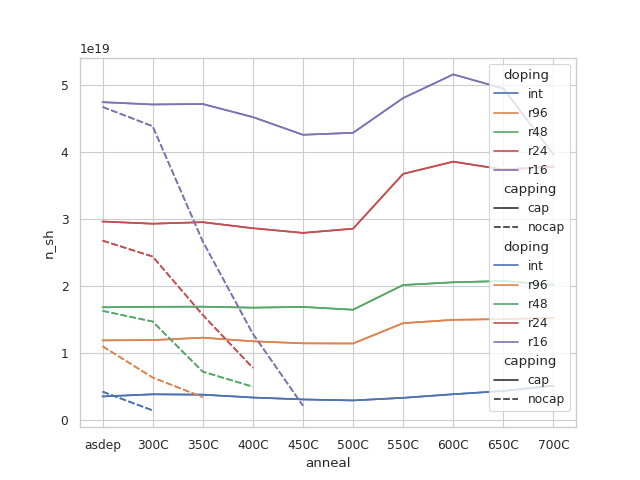 1e19
doping
int
r96
r48
r24
r16
capping
cap
nocap
doping
int
r96
r48
r24
r16
capping
cap
nocap
5
4
3
2
1
0
n_sh
asdep 300C 350C 400C 450C 500C 550C 600C 650C 700C
anneal